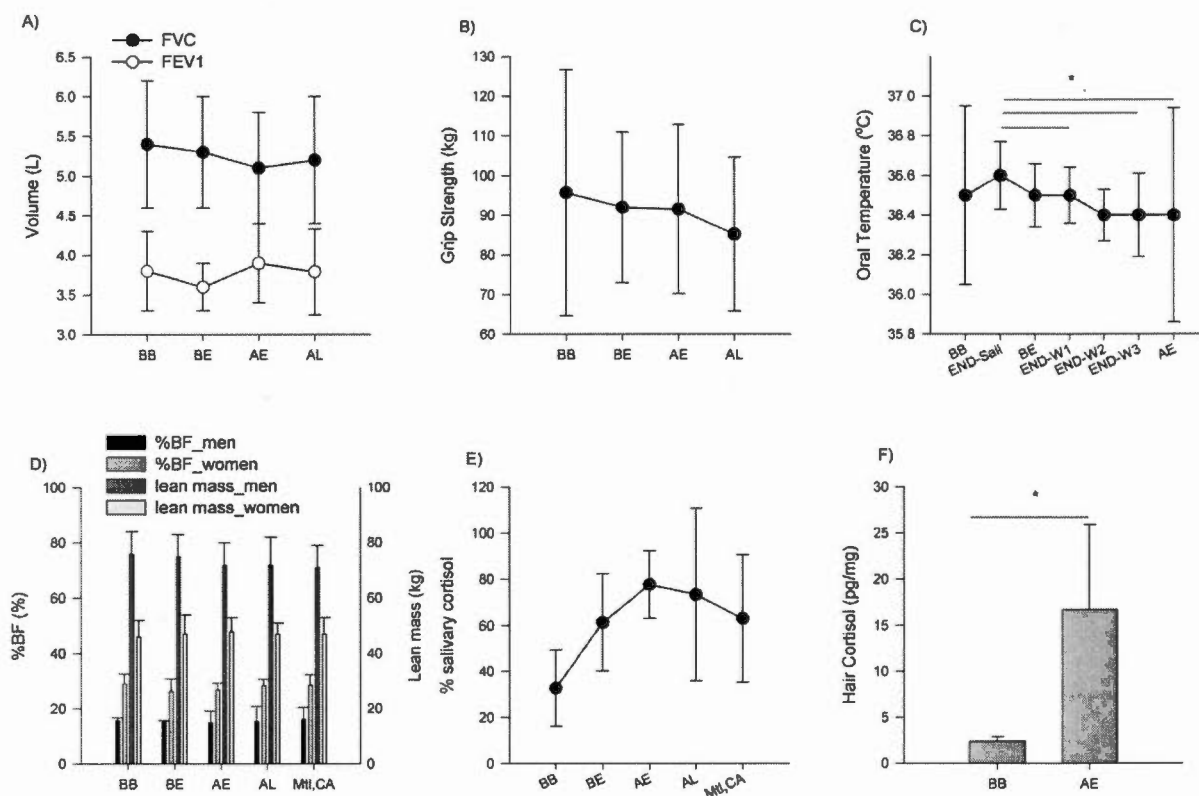 A)
FVC
FEV1
Volume (L)
6.5
6.0
5.5
5.0
4.5
4.0
3.5
3.0
BB
BE
AE
AL
B)
Grip Strength (kg)
130
120
110
100
90
80
70
60
BB
BE
AE
AL
C)
*
Oral Temperature (ºC)
37.0
36.8
36.6
36.4
36.2
36.0
35.8
BB
END-Sail
BE
END-W1
END-W2
END-W3
AE
D)
%BF_men
%BF_women
lean mass_men
lean mass_women
%BF (%)
100
80
60
40
20
0
BB
BE
AE
AL
Mtl,CA
100
80
60
40
20
0
Lean mass (kg)
E)
% salivary cortisol
120
100
80
60
40
20
0
BB
BE
AE
AL
Mtl,CA
F)
*
Hair Cortisol (pg/mg)
30
25
20
15
10
5
0
BB
AE